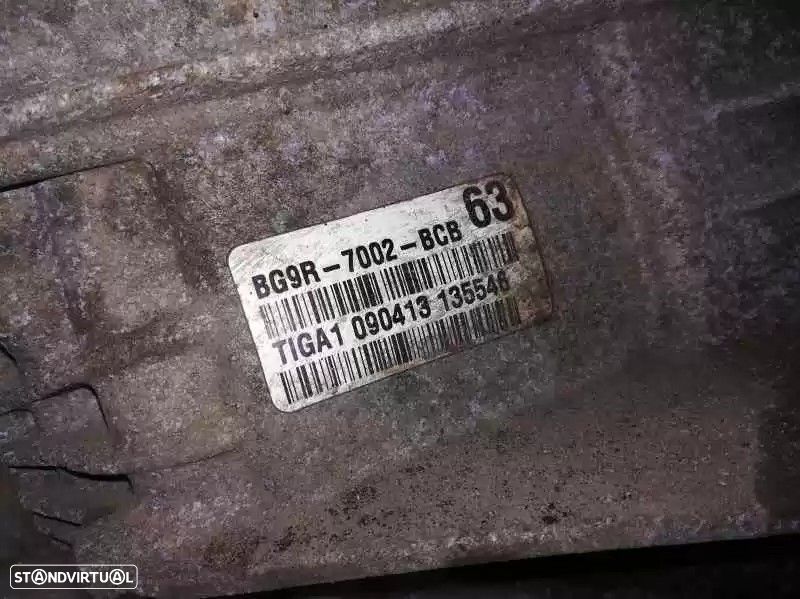 63
BG9R-7002-BCB
TIGA1 090413 135546
STANDVIRTUAL